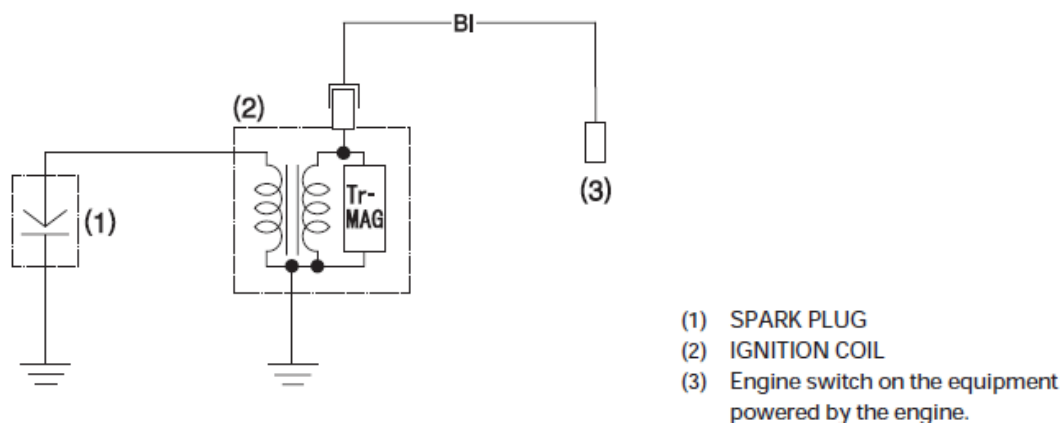 Bl
(2)
(3)
(1)
Tr-
MAG
(1) SPARK PLUG
(2) IGNITION COIL
(3) Engine switch on the equipment
powered by the engine.